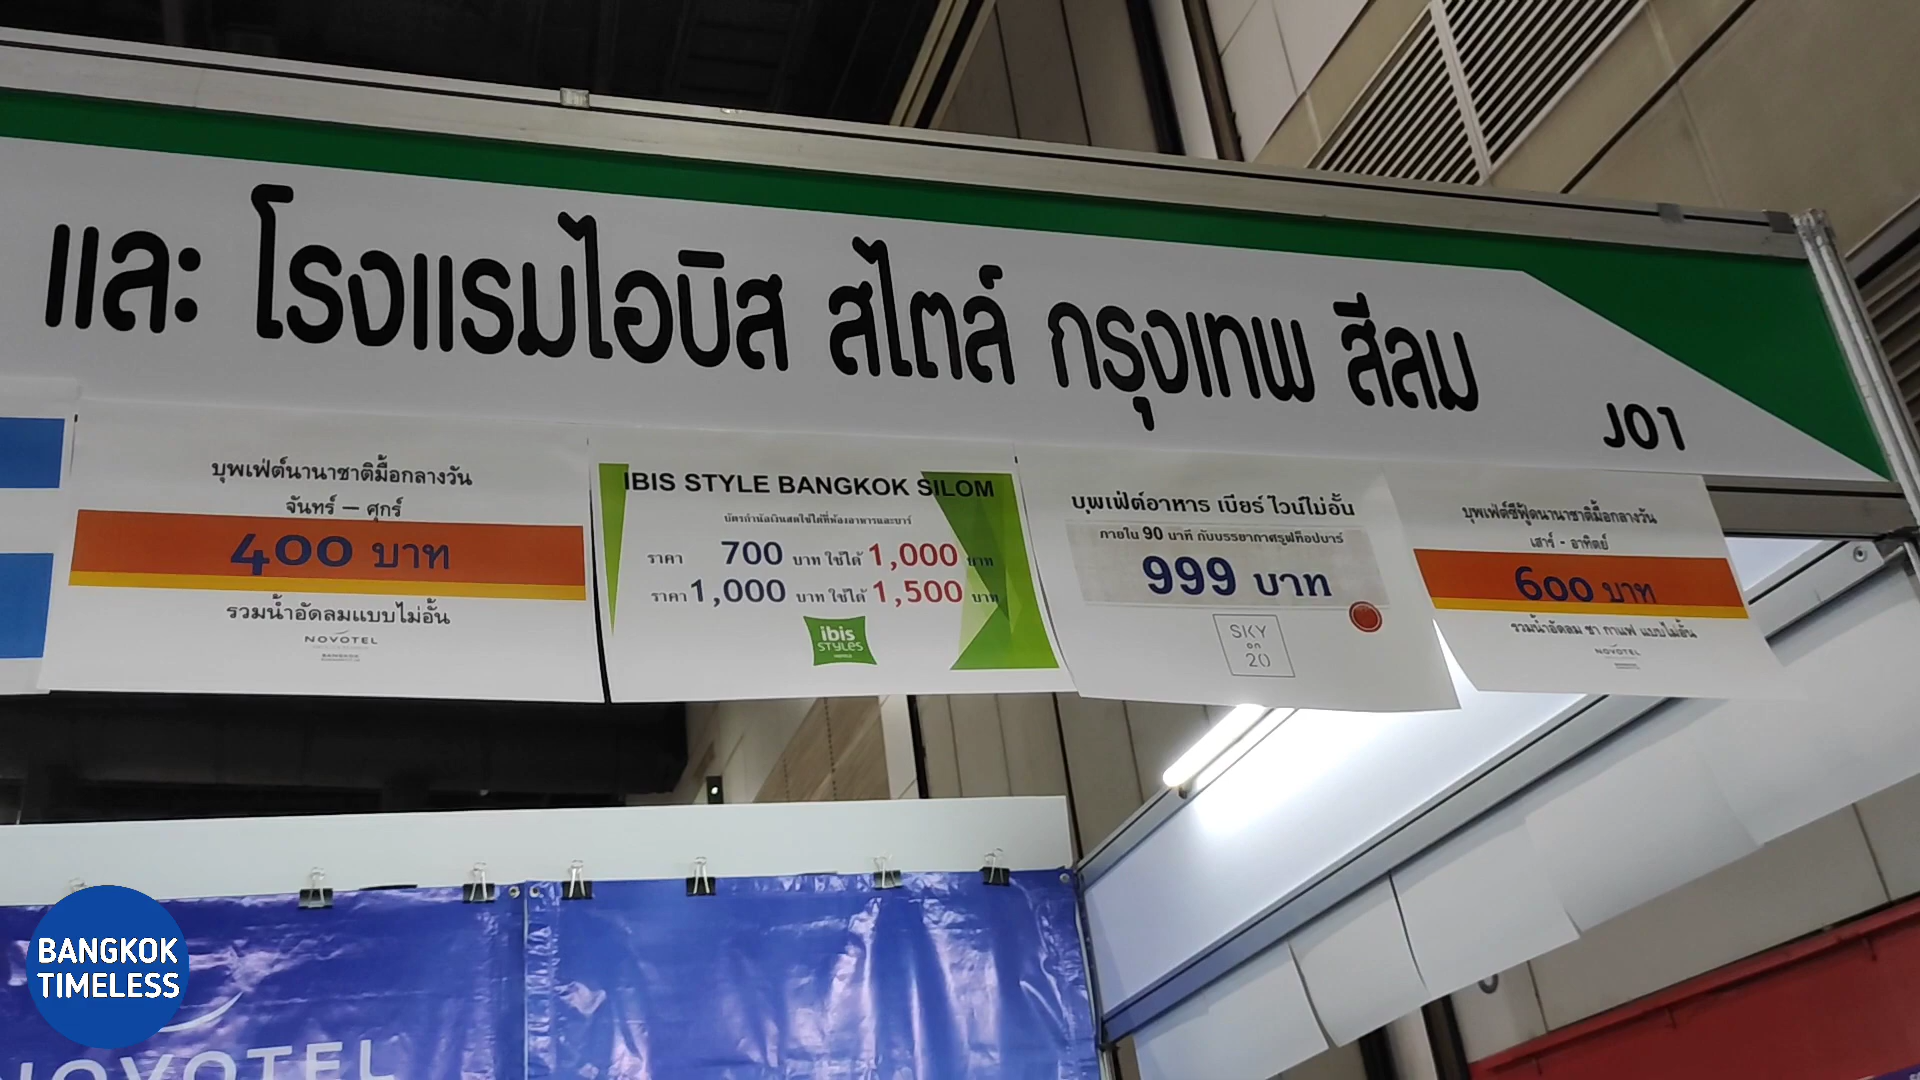 และ โรงแรมไอบิส สไตล์ กรุงเทพ สีลม
J01
บุพเฟ่ต์นานาชาติมื้อกลางวัน
จันทร์ – ศุกร์
400 บาท
รวมน้ำอัดลมแบบไม่อั้น
NOVOTEL
BANGKOK
IBIS STYLE BANGKOK SILOM
บัตรกำนัลเงินสดใช้ได้ที่ห้องอาหารและบาร์
ราคา 700 บาท ใช้ได้ 1,000 บาท
ราคา 1,000 บาท ใช้ได้ 1,500 บาท
ibis
STYLES
HOTELS
บุพเฟ่ต์อาหาร เบียร์ ไวน์ไม่อั้น
ภายใน 90 นาที กับบรรยากาศรูฟท็อปบาร์
999 บาท
SKY
on
20
บุพเฟ่ต์ซีฟู้ดนานาชาติมื้อกลางวัน
เสาร์ - อาทิตย์
600 บาท
รวมน้ำอัดลม ชา กาแฟ แบบไม่อั้น
NOVOTEL
BANGKOK
TIMELESS
NOVOTEL